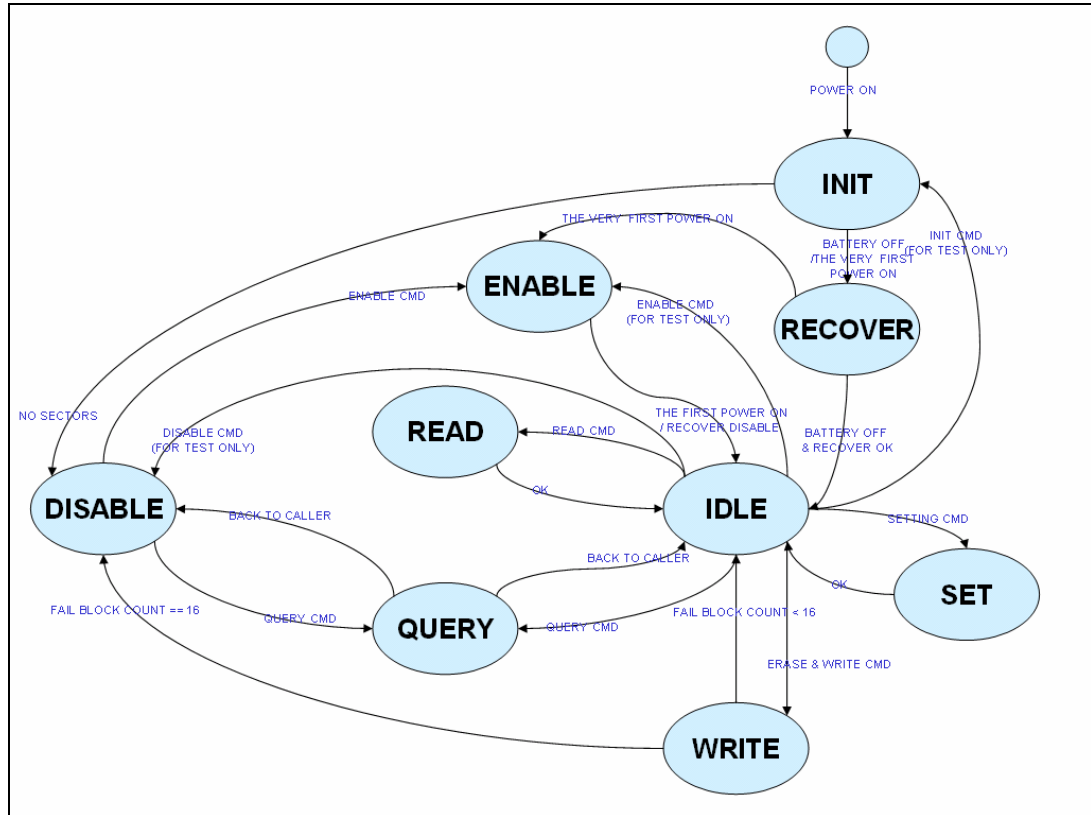 POWER ON
INIT
THE VERY  FIRST POWER ON
BATTERY OFF
/THE VERY  FIRST
POWER ON
INIT CMD
(FOR TEST ONLY)
ENABLE
ENABLE CMD
ENABLE CMD
(FOR TEST ONLY)
RECOVER
NO SECTORS
DISABLE CMD
(FOR TEST ONLY)
READ
READ CMD
THE FIRST POWER ON
/ RECOVER DISABLE
BATTERY OFF
& RECOVER OK
OK
DISABLE
IDLE
BACK TO CALLER
SETTING CMD
BACK TO CALLER
OK
SET
FAIL BLOCK COUNT == 16
QUERY CMD
QUERY
QUERY CMD
FAIL BLOCK COUNT < 16
ERASE & WRITE CMD
WRITE